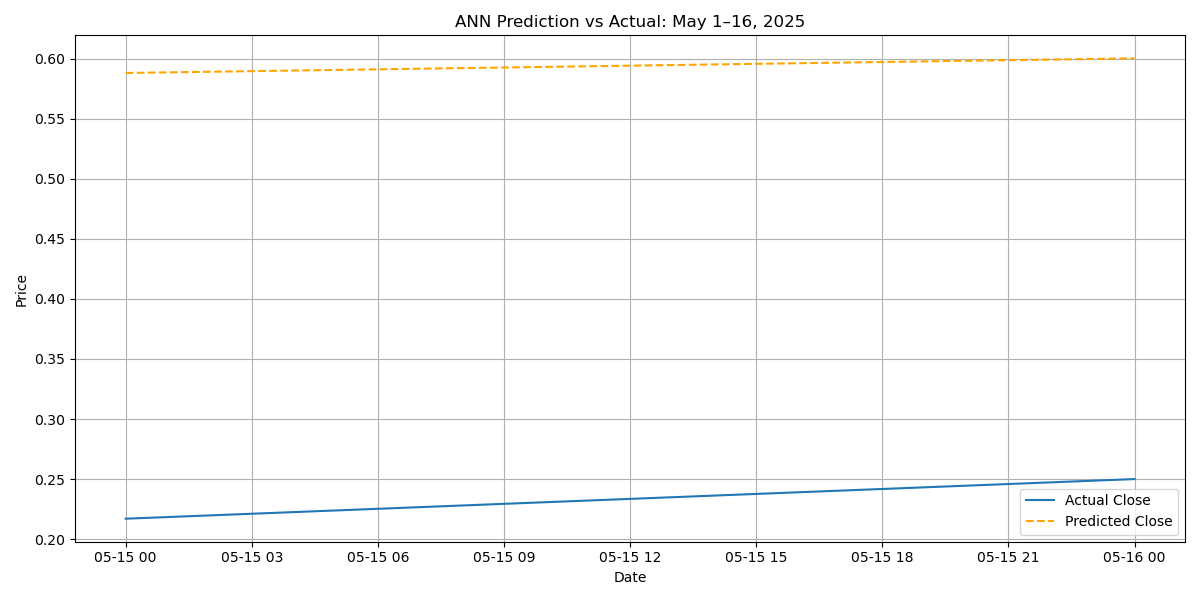 ANN Prediction vs Actual: May 1–16, 2025
Price
0.60
0.55
0.50
0.45
0.40
0.35
0.30
0.25
0.20
Actual Close
Predicted Close
05-15 00 05-15 03 05-15 06 05-15 09 05-15 12 05-15 15 05-15 18 05-15 21 05-16 00
Date